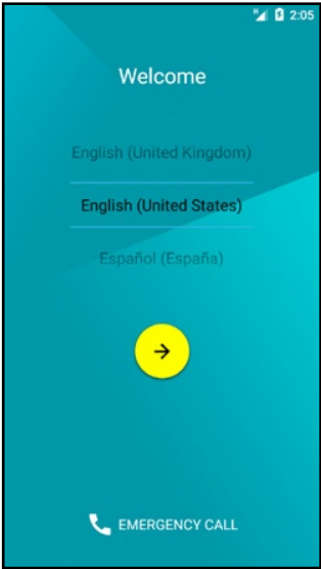 2:05
Welcome
English (United Kingdom)
English (United States)
Español (España)
EMERGENCY CALL